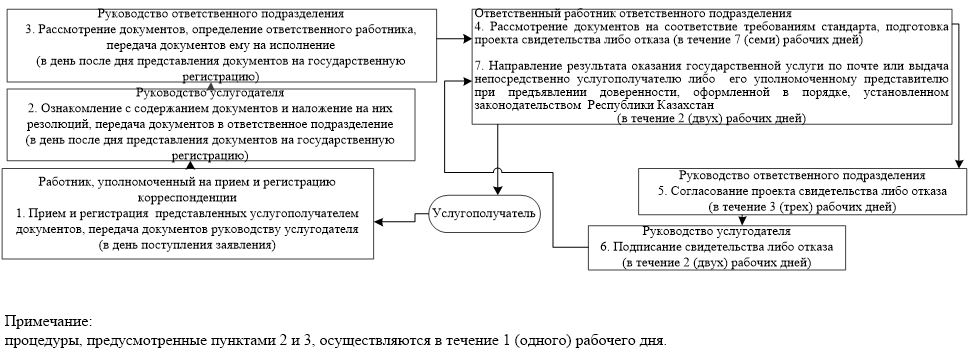 Руководство ответственного подразделения
3. Рассмотрение документов, определение ответственного работника,
передача документов ему на исполнение
(в день после дня представления документов на государственную
регистрацию)
Руководство услугодателя
2. Ознакомление с содержанием документов и наложение на них
резолюций, передача документов в ответственное подразделение
(в день после дня представления документов на государственную
регистрацию)
Работник, уполномоченный на прием и регистрацию
корреспонденции
1. Прием и регистрация представленных услугополучателем
документов, передача документов руководству услугодателя
(в день поступления заявления)
Услугополучатель
Ответственный работник ответственного подразделения
4. Рассмотрение документов на соответствие требованиям стандарта, подготовка
проекта свидетельства либо отказа (в течение 7 (семи) рабочих дней)
7. Направление результата оказания государственной услуги по почте или выдача
непосредственно услугополучателю либо его уполномоченному представителю
при предъявлении доверенности, оформленной в порядке, установленном
законодательством Республики Казахстан
(в течение 2 (двух) рабочих дней)
Руководство ответственного подразделения
5. Согласование проекта свидетельства либо отказа
(в течение 3 (трех) рабочих дней)
Руководство услугодателя
6. Подписание свидетельства либо отказа
(в течение 2 (двух) рабочих дней)
Примечание:
процедуры, предусмотренные пунктами 2 и 3, осуществляются в течение 1 (одного) рабочего дня.